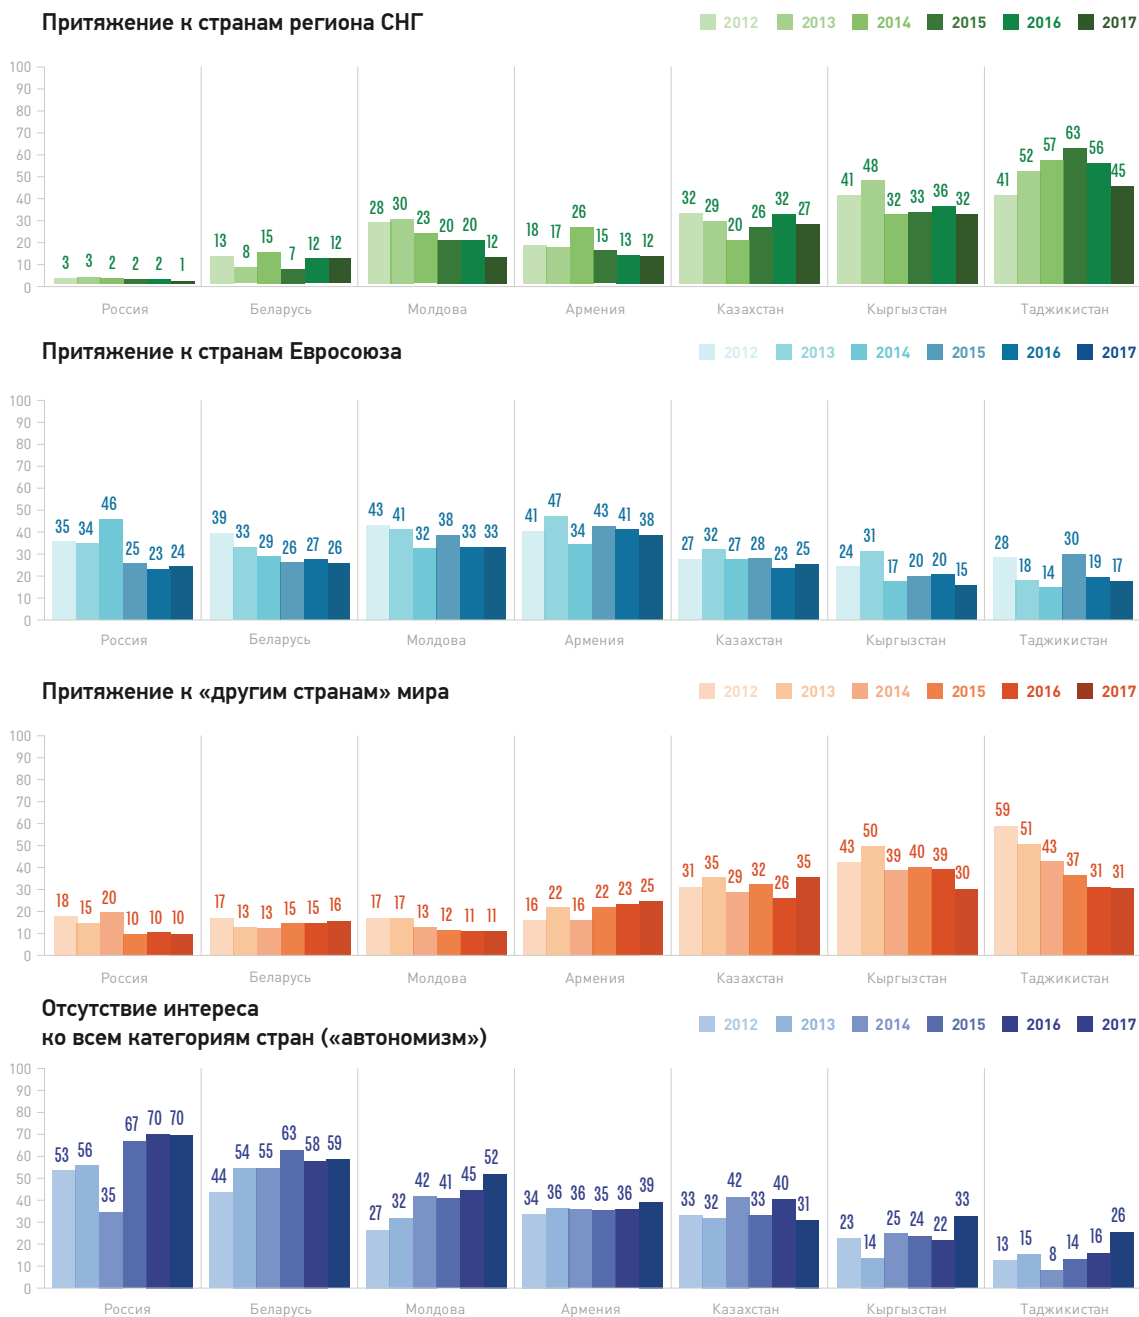 Притяжение к странам региона СНГ
2012 2013 2014 2015 2016 2017
100
90
80
70
60
50
40
30
20
10
0
3 3 2 2 2 1
13 8 15 7 12 12
28 30 23 20 20 12
18 17 26 15 13 12
32 29 20 26 32 27
41 48 32 33 36 32
41 52 57 63 56 45
Россия Беларусь Молдова Армения Казахстан Кыргызстан Таджикистан
Притяжение к странам Евросоюза
2012 2013 2014 2015 2016 2017
100
90
80
70
60
50
40
30
20
10
0
35 34 46 25 23 24
39 33 29 26 27 26
43 41 32 38 33 33
41 47 34 43 41 38
27 32 27 28 23 25
24 31 17 20 20 15
28 18 14 30 19 17
Россия Беларусь Молдова Армения Казахстан Кыргызстан Таджикистан
Притяжение к «другим странам» мира
2012 2013 2014 2015 2016 2017
100
90
80
70
60
50
40
30
20
10
0
18 15 20 10 10 10
17 13 13 15 15 16
17 17 13 12 11 11
16 22 16 22 23 25
31 35 29 32 26 35
43 50 39 40 39 30
59 51 43 37 31 31
Россия Беларусь Молдова Армения Казахстан Кыргызстан Таджикистан
Отсутствие интереса
ко всем категориям стран («автономизм»)
2012 2013 2014 2015 2016 2017
100
90
80
70
60
50
40
30
20
10
0
53 56 35 67 70 70
44 54 55 63 58 59
27 32 42 41 45 52
34 36 36 35 36 39
33 32 42 33 40 31
23 14 25 24 22 33
13 15 8 14 16 26
Россия Беларусь Молдова Армения Казахстан Кыргызстан Таджикистан